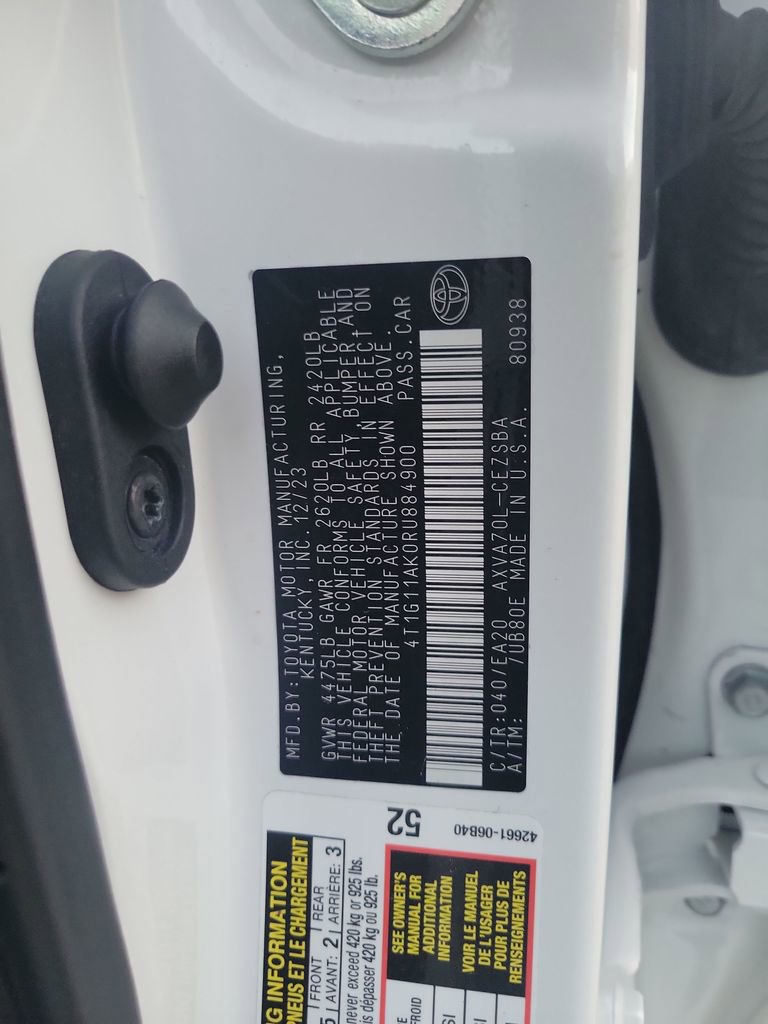 MFD.BY:TOYOTA MOTOR MANUFACTURING,
KENTUCKY, INC. 12/23
GVWR 4475LB GAWR FR 2620LB RR 2420LB
THIS VEHICLE CONFORMS TO ALL APPLICABLE
FEDERAL MOTOR VEHICLE SAFETY, BUMPER, AND
THEFT PREVENTION STANDARDS IN EFFECT ON
THE DATE OF MANUFACTURE SHOWN ABOVE.
4T1G11AK0RU884900 PASS.CAR
C/TR:040/EA20 AXVA70L-CEZSBA 80938
A/TM: /UB80E MADE IN U.S.A.
G INFORMATION
PNEUS ET LE CHARGEMENT
5 FRONT REAR
AVANT: 2 ARRIÈRE: 3
never exceed 420 kg or 925 lbs.
is dépasser 420 kg ou 925 lb.
SEE OWNER'S
MANUAL FOR
ADDITIONAL
INFORMATION
VOIR LE MANUEL
DE L'USAGER
POUR PLUS DE
RENSEIGNEMENTS
52
42661-06B40